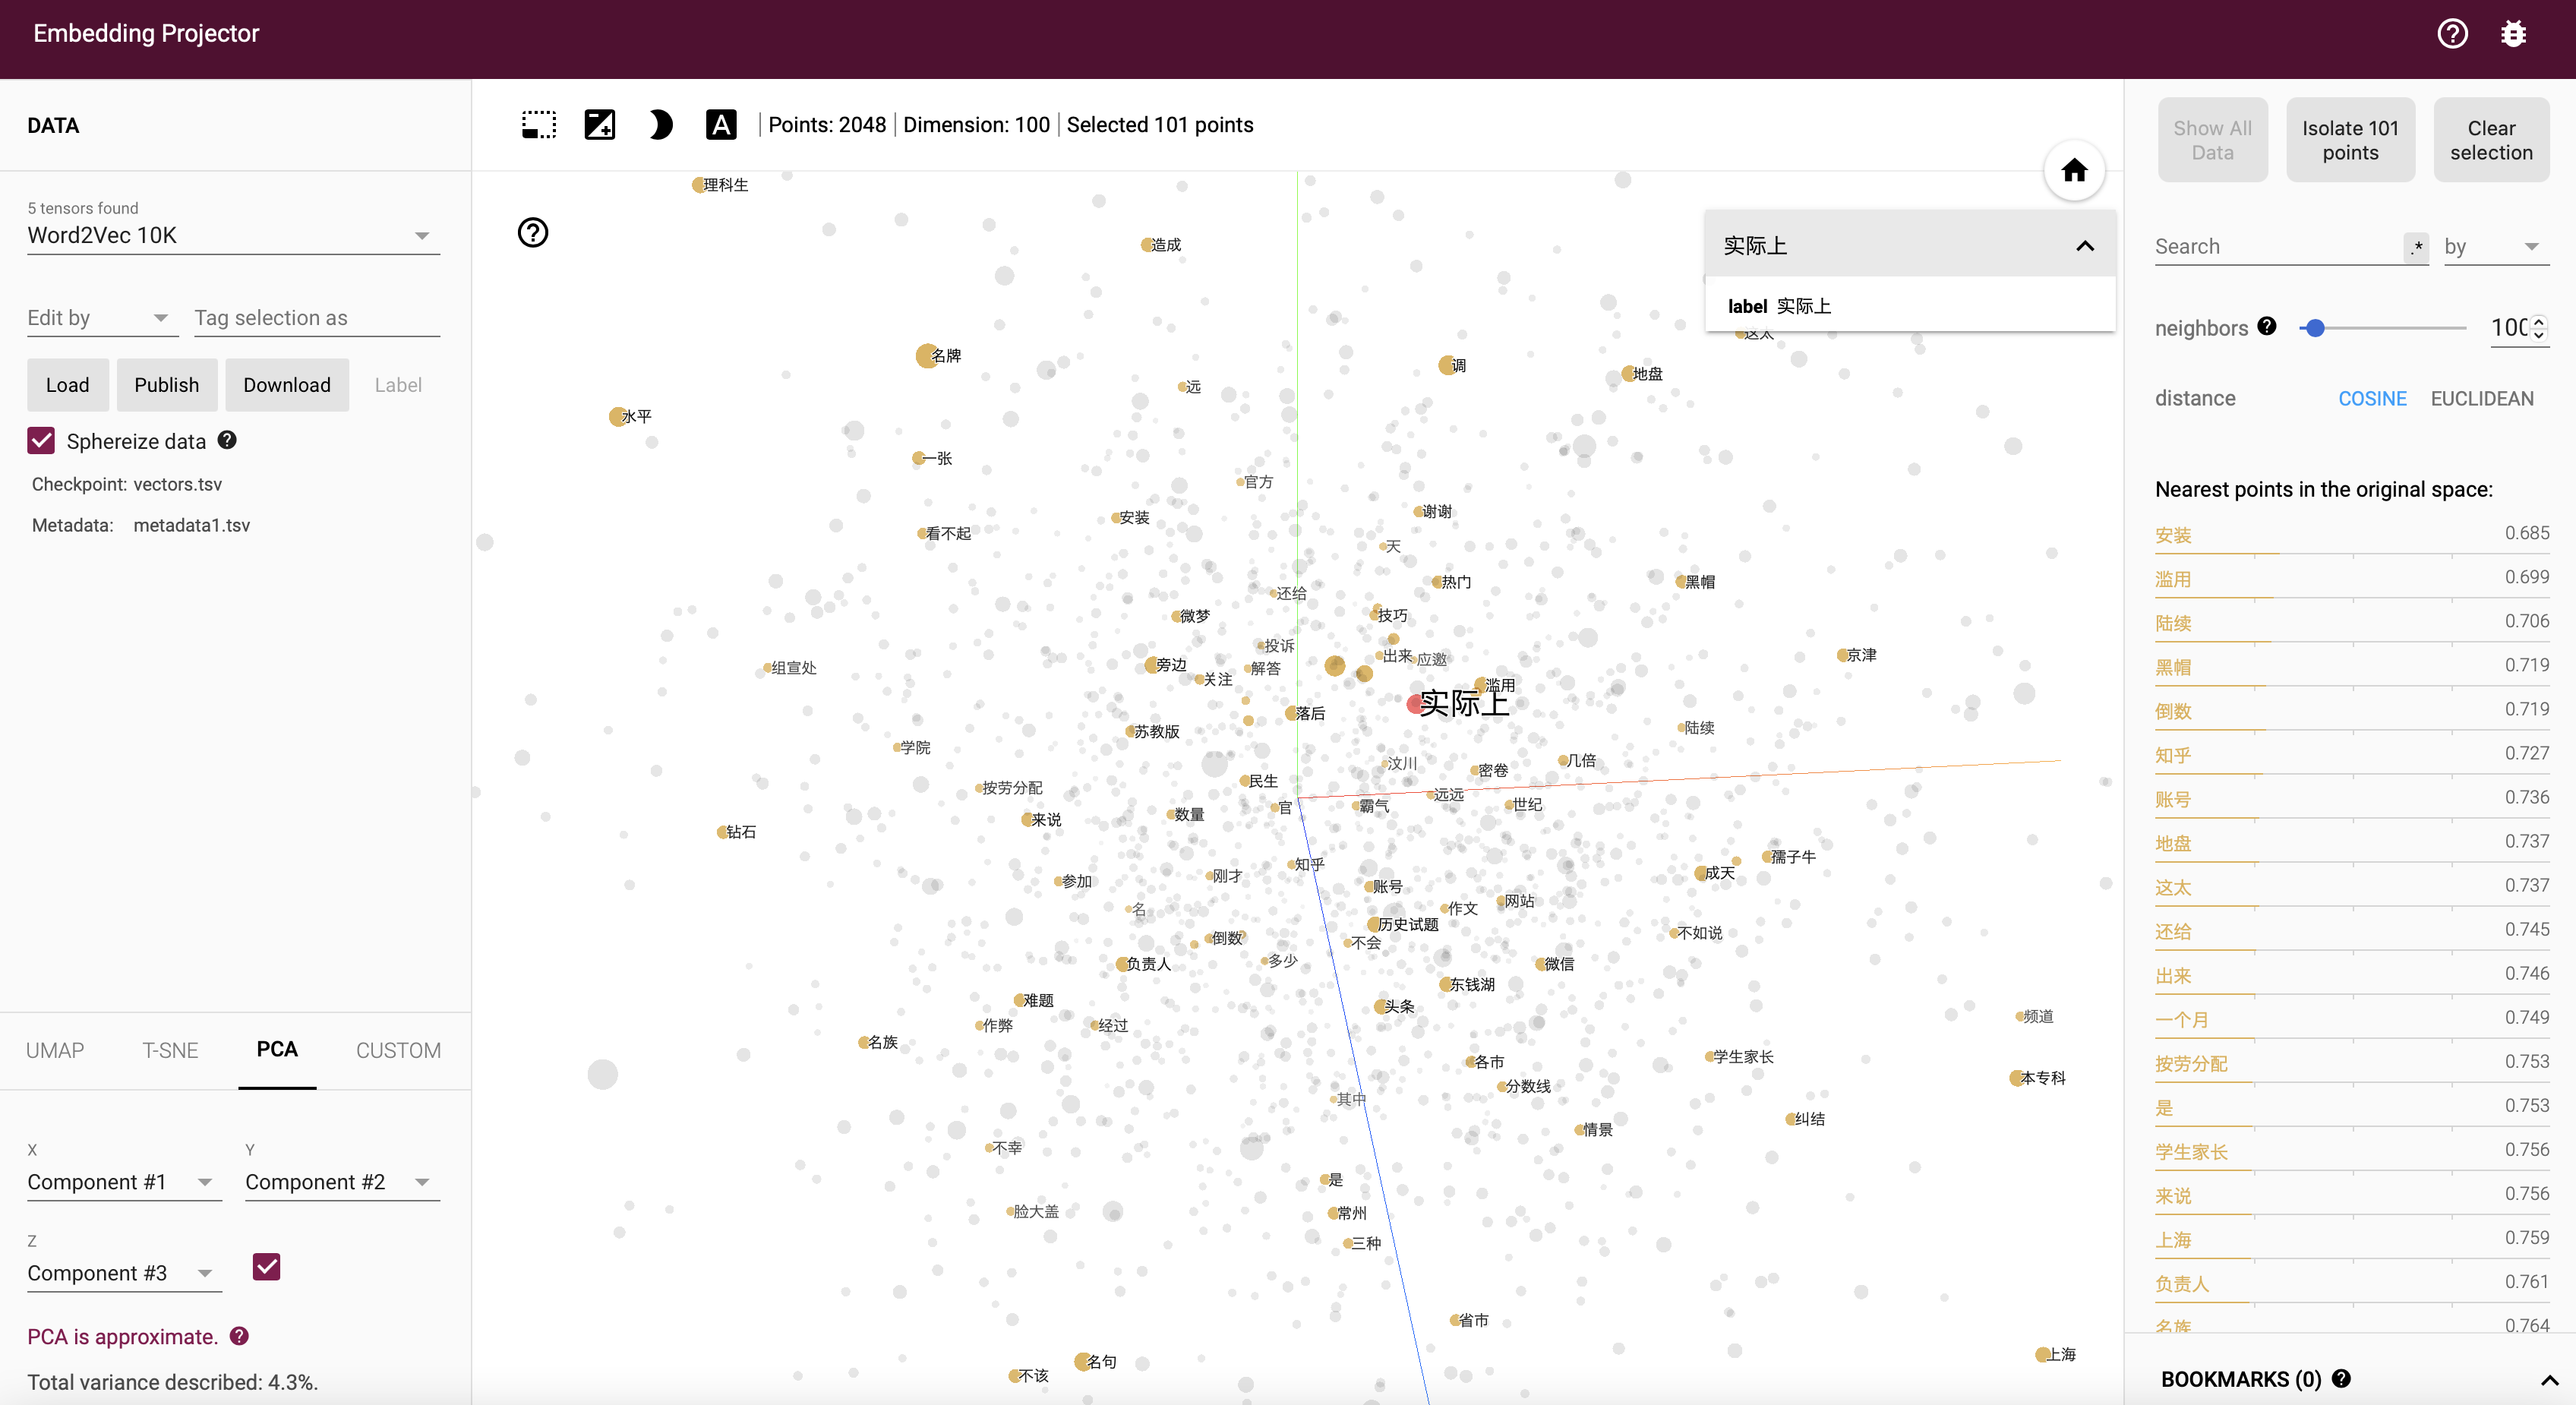 Embedding Projector
DATA
5 tensors found
Word2Vec 10K
Edit by
Tag selection as
Load
Publish
Download
Label
Sphereize data
Checkpoint: vectors.tsv
Metadata: metadata1.tsv
UMAP
T-SNE
PCA
CUSTOM
X
Component #1
Y
Component #2
Z
Component #3
PCA is approximate.
Total variance described: 4.3%.
A
Points: 2048
Dimension: 100
Selected 101 points
实际上
label 实际上
理科生
造成
这太
名牌
调
地盘
远
水平
一张
官方
谢谢
安装
看不起
天
热门
黑帽
还给
微梦
技巧
投诉
出来
应邀
京津
组宣处
旁边
解答
关注
滥用
实际上
落后
陆续
苏教版
学院
几倍
汶川
密卷
民生
按劳分配
远远
官
霸气
世纪
数量
来说
钻石
孺子牛
知乎
成天
刚才
参加
账号
网站
名
作文
历史试题
不如说
倒数
不会
多少
微信
负责人
东钱湖
难题
头条
频道
作弊
经过
名族
学生家长
各市
本专科
分数线
其中
纠结
情景
不幸
是
脸大盖
常州
三种
省市
上海
名句
不该
Show All Data
Isolate 101 points
Clear selection
Search
.*
by
neighbors
100
distance
COSINE
EUCLIDEAN
Nearest points in the original space:
安装 0.685
滥用 0.699
陆续 0.706
黑帽 0.719
倒数 0.719
知乎 0.727
账号 0.736
地盘 0.737
这太 0.737
还给 0.745
出来 0.746
一个月 0.749
按劳分配 0.753
是 0.753
学生家长 0.756
来说 0.756
上海 0.759
负责人 0.761
名族 0.764
BOOKMARKS (0)